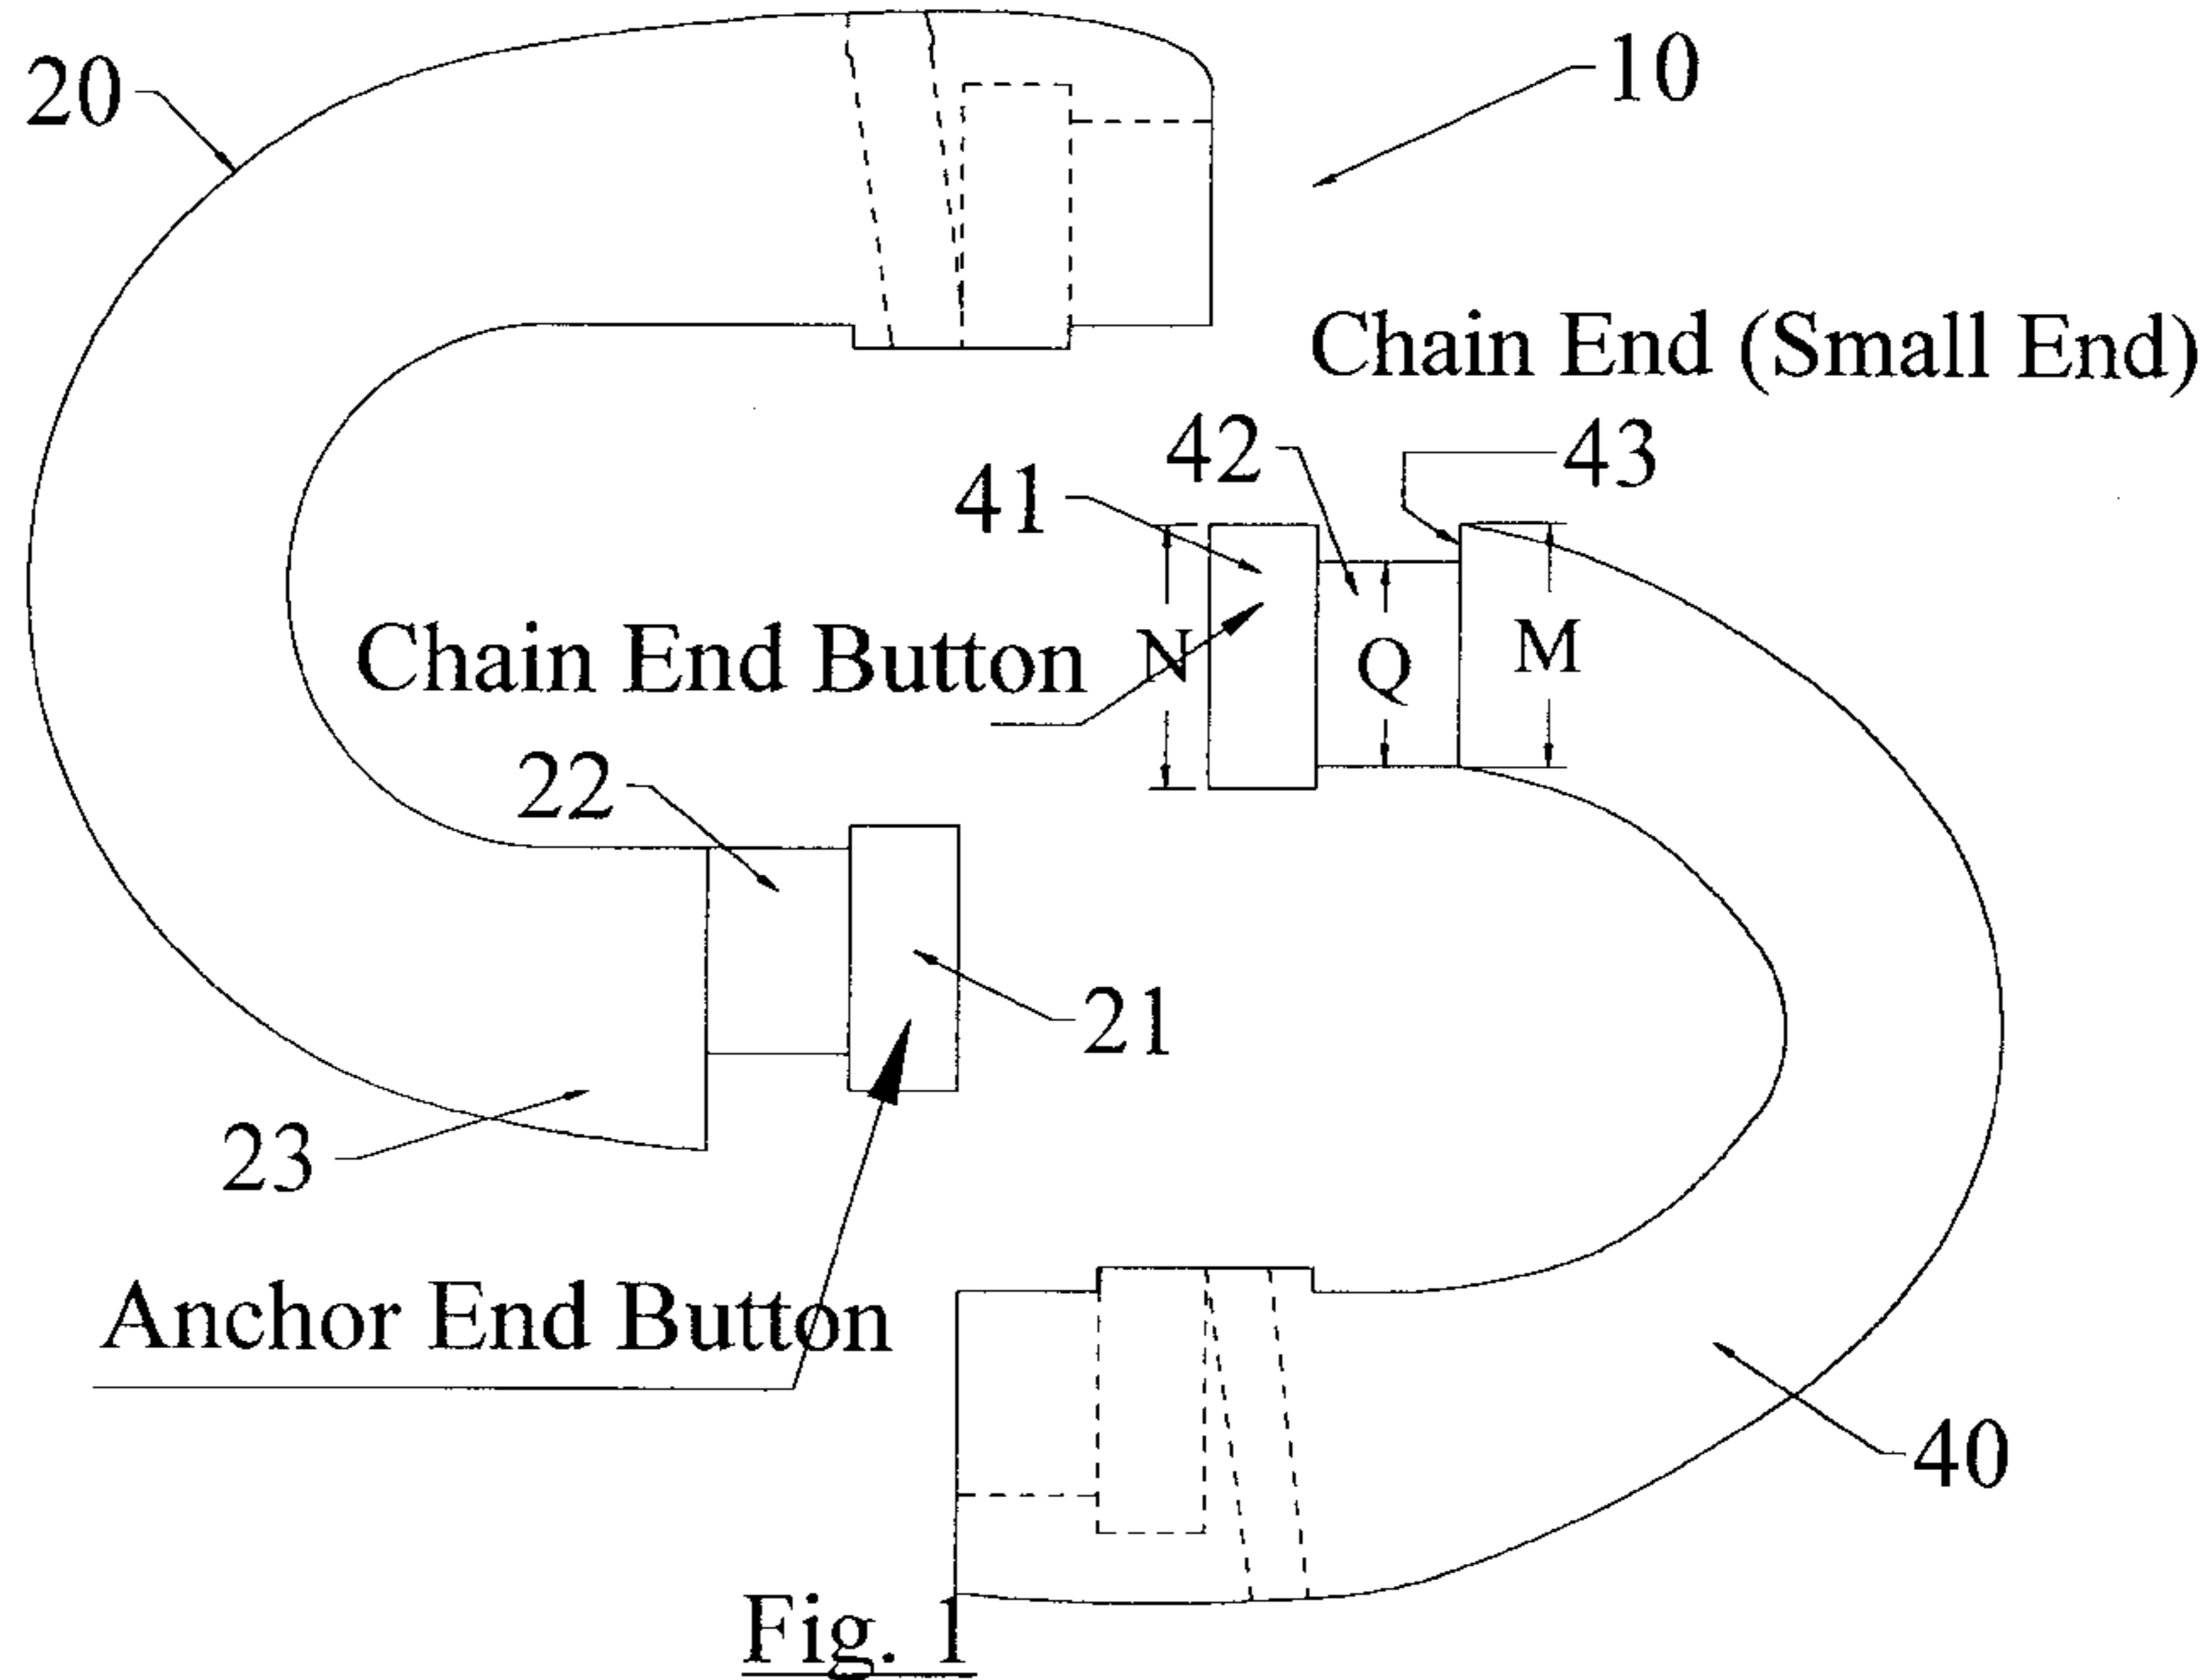 20
10
Chain End (Small End)
42
43
41
Chain End Button
N
Q
M
22
21
23
Anchor End Button
40
Fig. 1